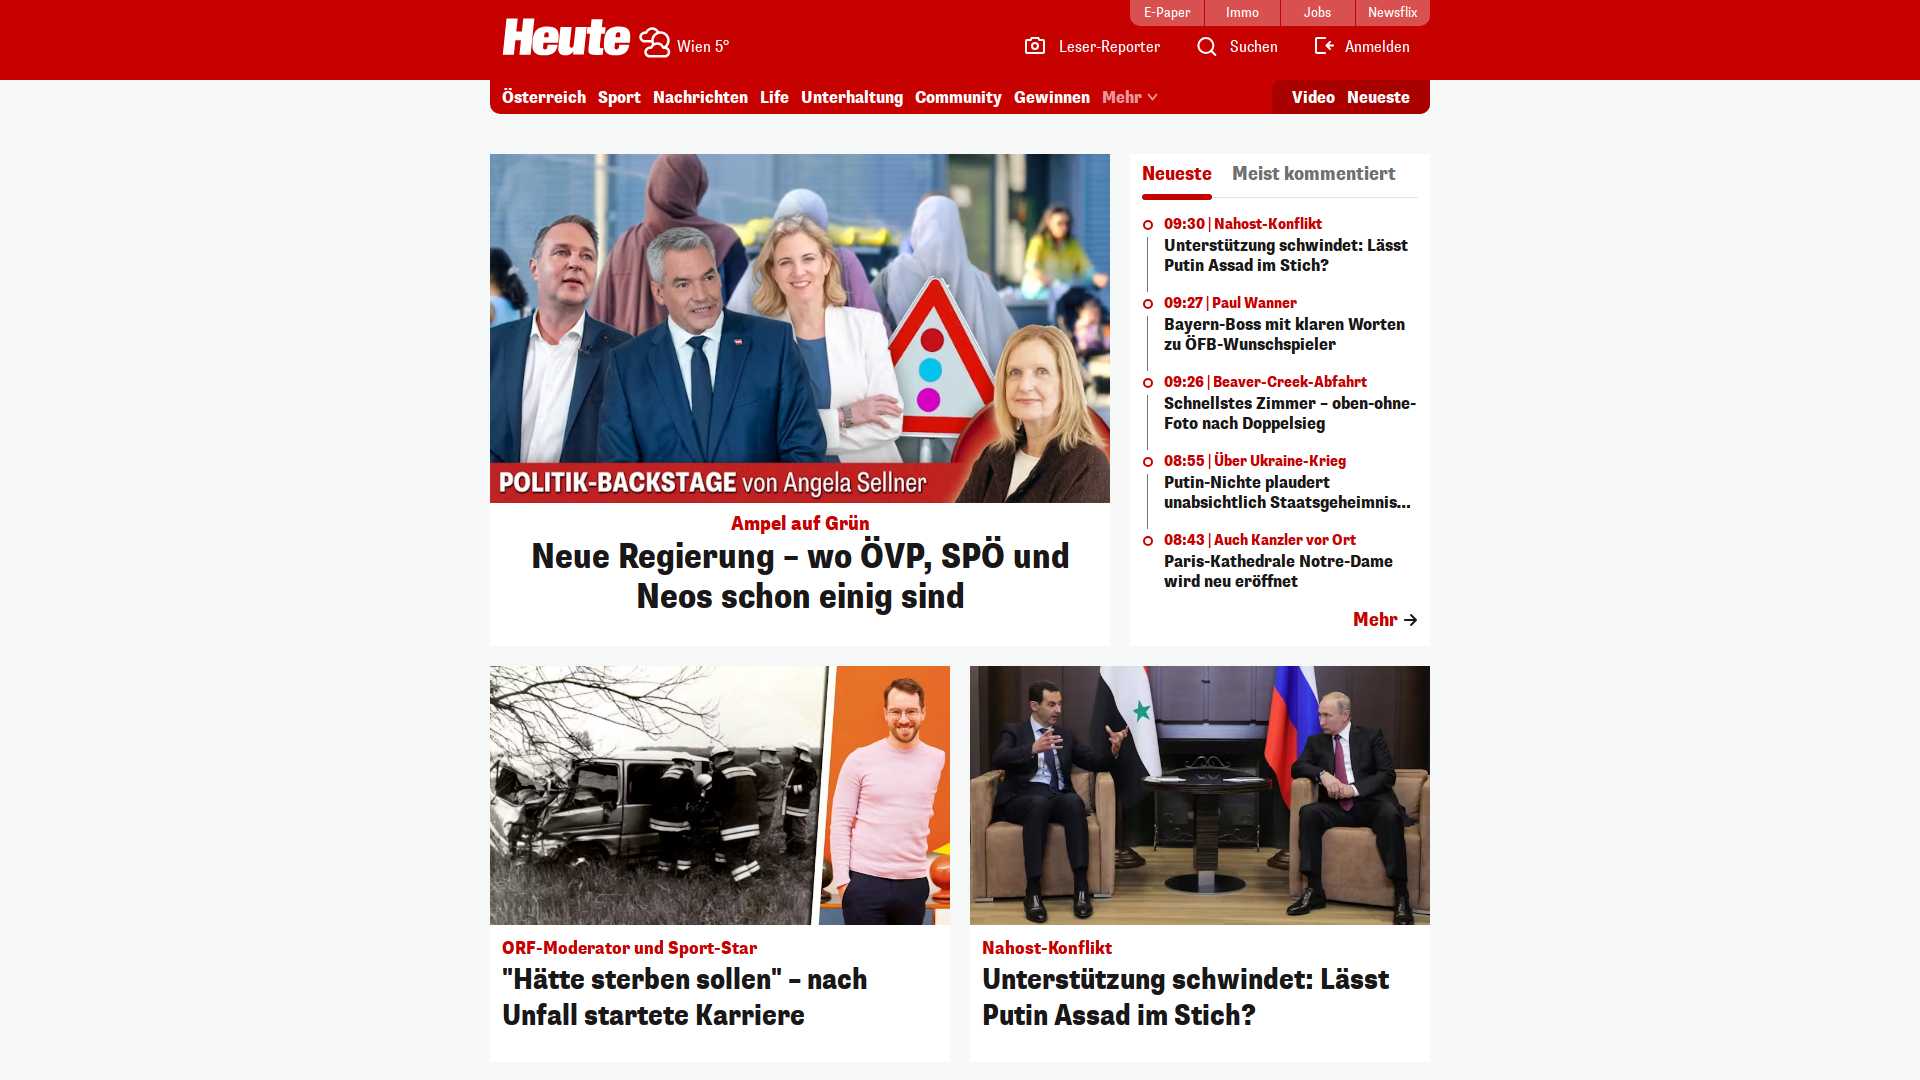 E-Paper
Immo
Jobs
Newsflix
Heute
Wien 5°
Leser-Reporter
Suchen
Anmelden
Österreich
Sport
Nachrichten
Life
Unterhaltung
Community
Gewinnen
Mehr
Video
Neueste
POLITIK-BACKSTAGE von Angela Sellner
Ampel auf Grün
Neue Regierung – wo ÖVP, SPÖ und
Neos schon einig sind
Neueste
Meist kommentiert
09:30 | Nahost-Konflikt
Unterstützung schwindet: Lässt
Putin Assad im Stich?
09:27 | Paul Wanner
Bayern-Boss mit klaren Worten
zu ÖFB-Wunschspieler
09:26 | Beaver-Creek-Abfahrt
Schnellstes Zimmer – oben-ohne-
Foto nach Doppelsieg
08:55 | Über Ukraine-Krieg
Putin-Nichte plaudert
unabsichtlich Staatsgeheimnis...
08:43 | Auch Kanzler vor Ort
Paris-Kathedrale Notre-Dame
wird neu eröffnet
Mehr
ORF-Moderator und Sport-Star
"Hätte sterben sollen" – nach
Unfall startete Karriere
Nahost-Konflikt
Unterstützung schwindet: Lässt
Putin Assad im Stich?